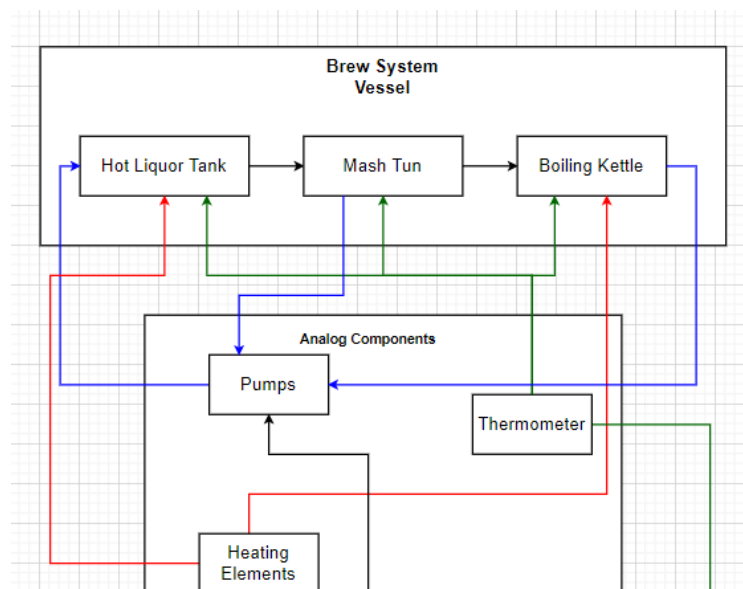 Brew System
Vessel
Hot Liquor Tank
Mash Tun
Boiling Kettle
Analog Components
Pumps
Thermometer
Heating
Elements